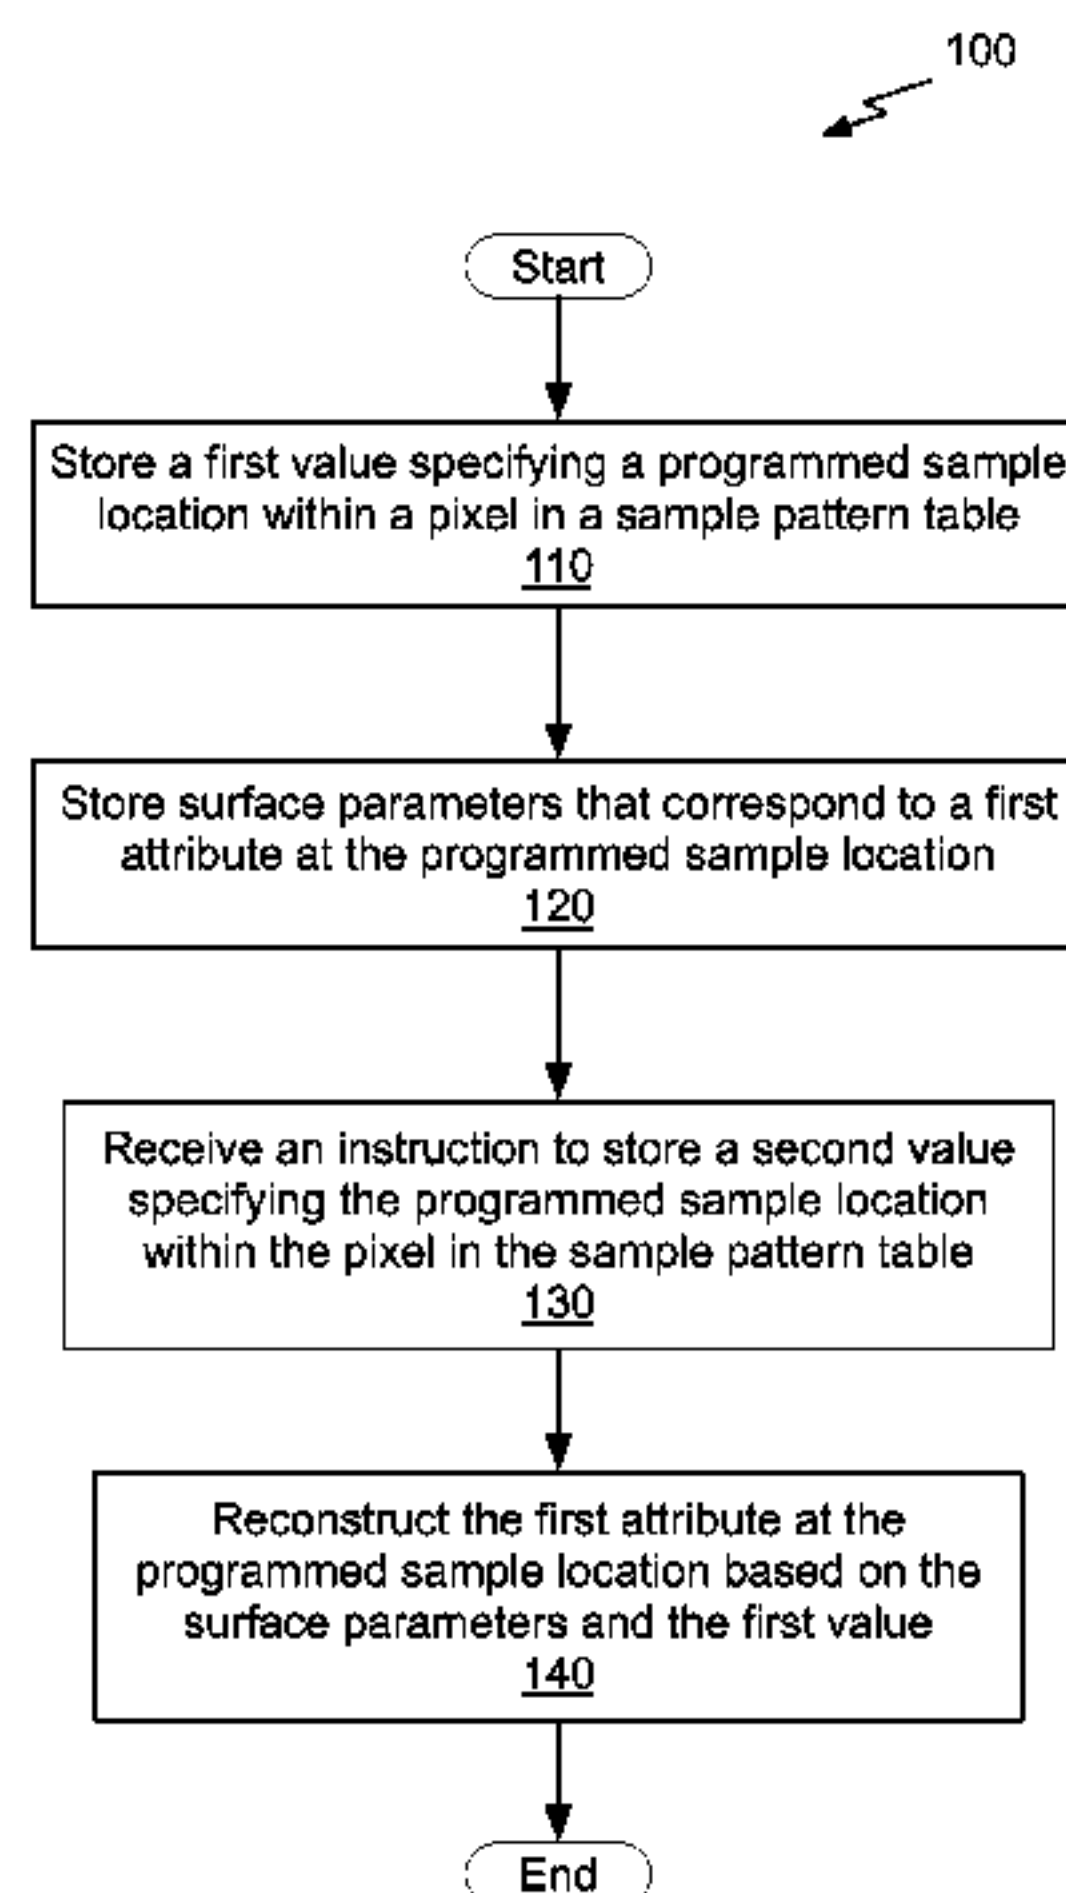 100
Start
Store a first value specifying a programmed sample
location within a pixel in a sample pattern table
110
Store surface parameters that correspond to a first
attribute at the programmed sample location
120
Receive an instruction to store a second value
specifying the programmed sample location
within the pixel in the sample pattern table
130
Reconstruct the first attribute at the
programmed sample location based on the
surface parameters and the first value
140
End